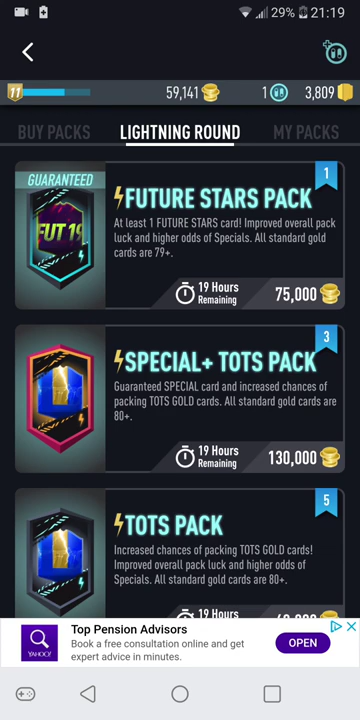 29% 21:19
11 59,141 1 3,809
BUY PACKS LIGHTNING ROUND MY PACKS
GUARANTEED
FUT 19
1
FUTURE STARS PACK
At least 1 FUTURE STARS card! Improved overall pack
luck and higher odds of Specials. All standard gold
cards are 79+.
19 Hours
Remaining
75,000
3
SPECIAL+ TOTS PACK
Guaranteed SPECIAL card and increased chances of
packing TOTS GOLD cards. All standard gold cards are
80+.
19 Hours
Remaining
130,000
5
TOTS PACK
Increased chances of packing TOTS GOLD cards!
Improved overall pack luck and higher odds of
Specials. All standard gold cards are 80+.
19 Hours
Top Pension Advisors
Book a free consultation online and get
expert advice in minutes.
OPEN
YAHOO!